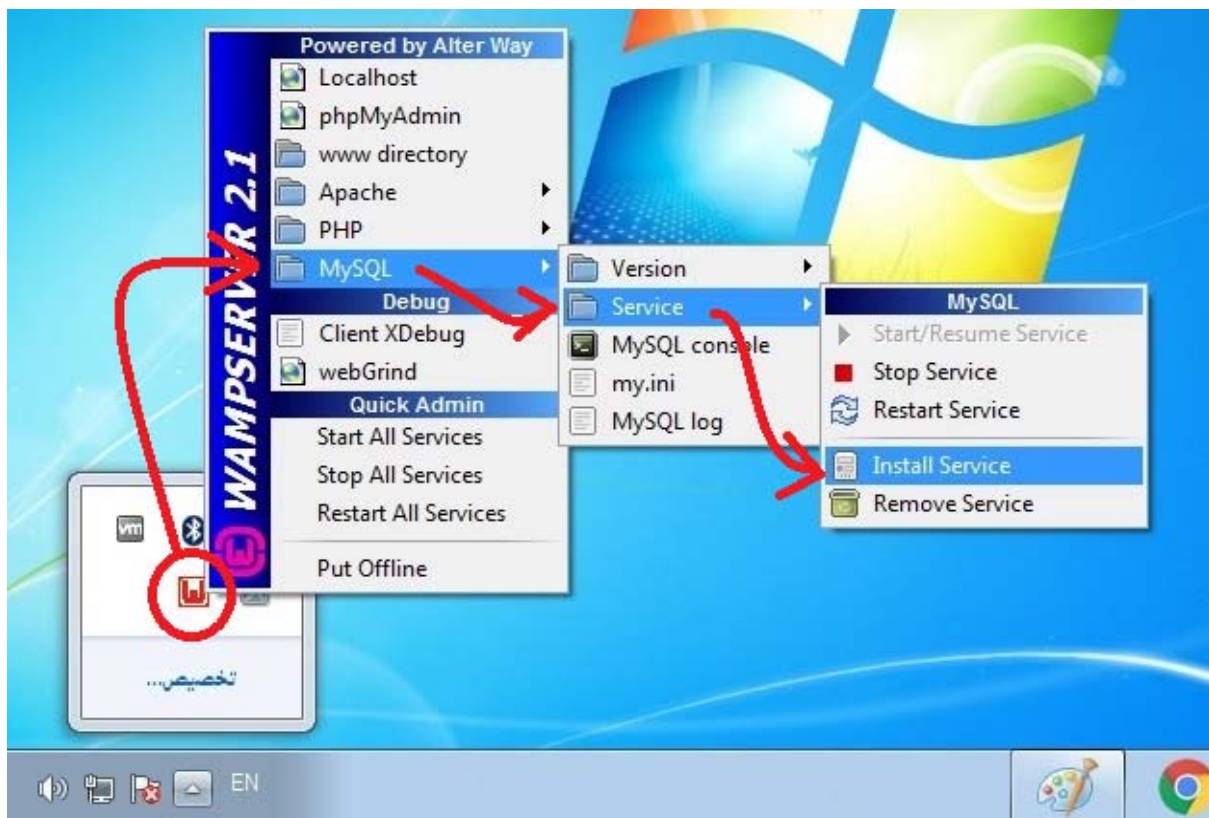 Powered by Alter Way
Localhost
phpMyAdmin
www directory
Apache
PHP
MySQL
Debug
Client XDebug
webGrind
Quick Admin
Start All Services
Stop All Services
Restart All Services
Put Offline
WAMPSERVER 2.1
Version
Service
MySQL console
my.ini
MySQL log
MySQL
Start/Resume Service
Stop Service
Restart Service
Install Service
Remove Service
vm
تخصيص...
EN